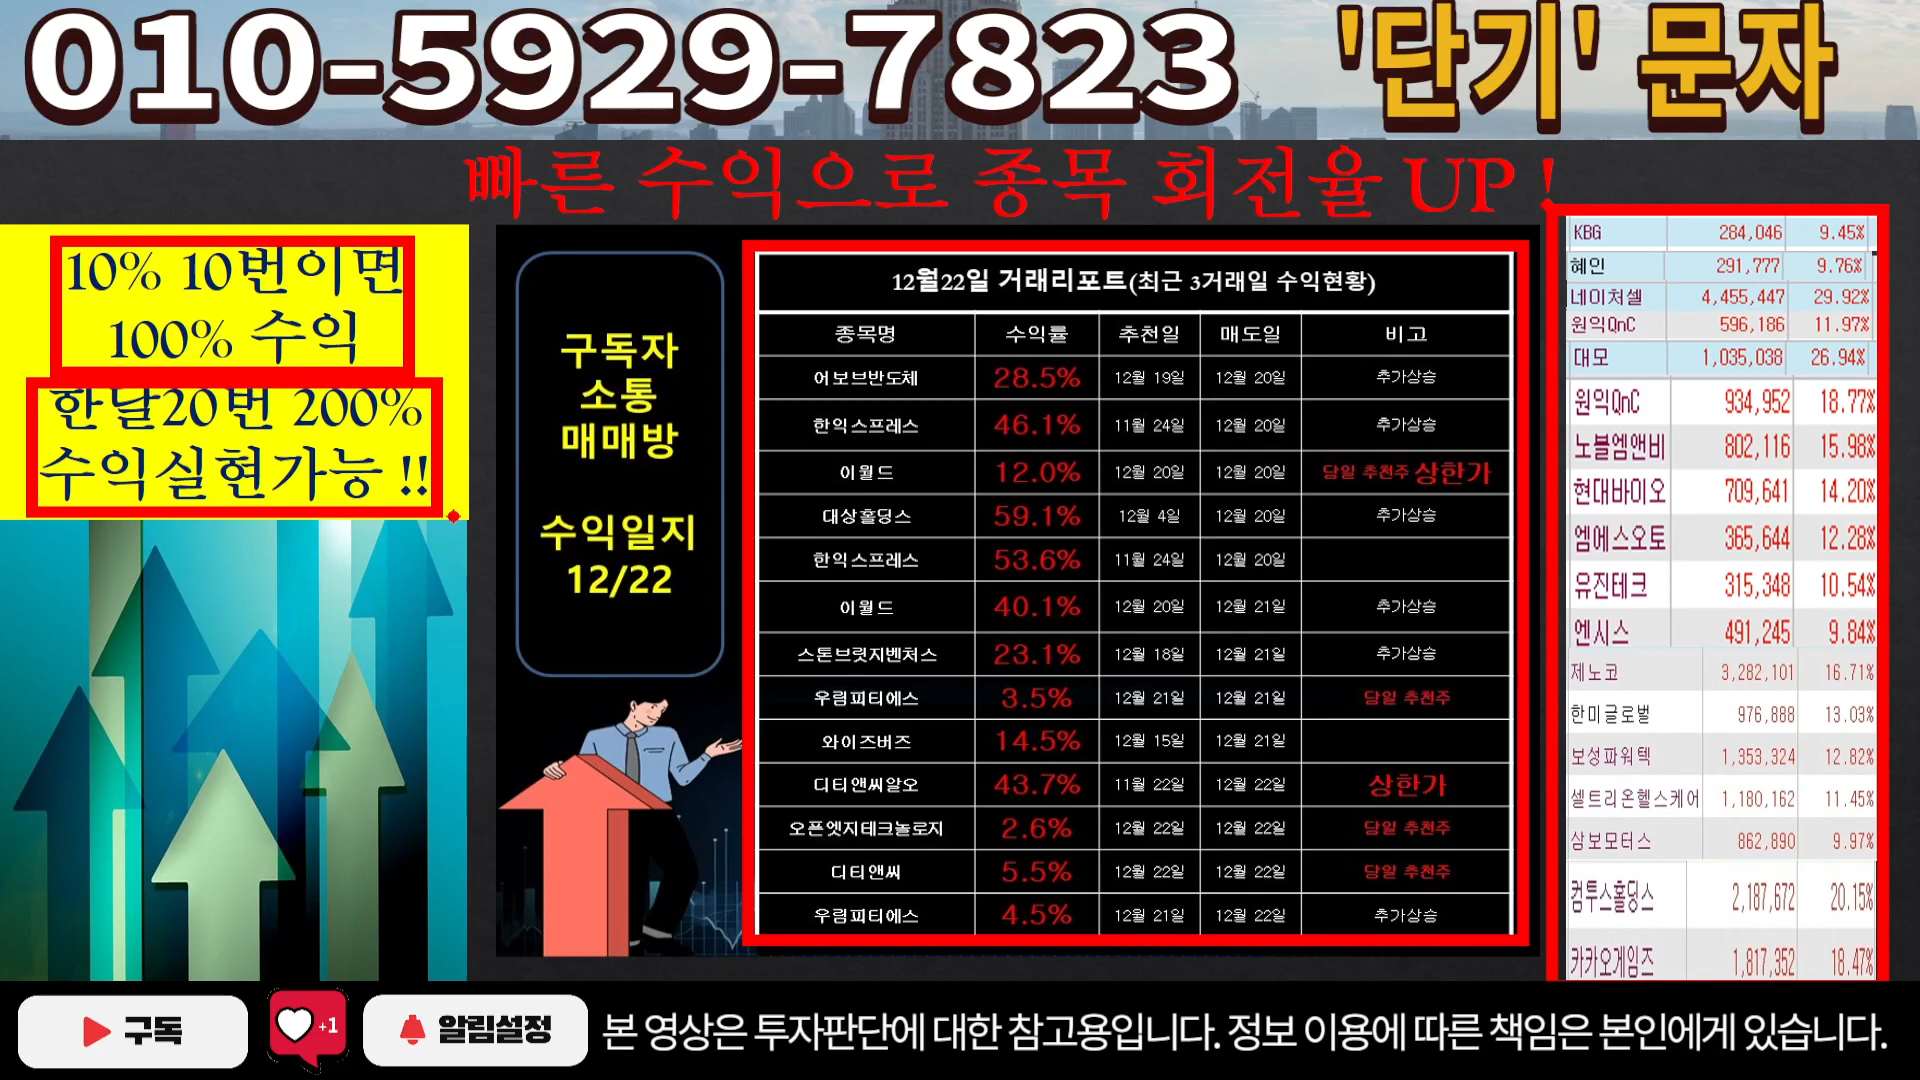 010-5929-7823 '단기' 문자
빠른 수익으로 종목 회전율 UP !
10% 10번이면
100% 수익
한달20번 200%
수익실현가능 !!
구독자
소통
매매방
수익일지
12/22
12월22일 거래리포트(최근 3거래일 수익현황)
종목명 수익률 추천일 매도일 비고
어보브반도체 28.5% 12월 19일 12월 20일 추가상승
한익스프레스 46.1% 11월 24일 12월 20일 추가상승
이월드 12.0% 12월 20일 12월 20일 당일 추천주 상한가
대상홀딩스 59.1% 12월 4일 12월 20일 추가상승
한익스프레스 53.6% 11월 24일 12월 20일
이월드 40.1% 12월 20일 12월 21일 추가상승
스톤브릿지벤처스 23.1% 12월 18일 12월 21일 추가상승
우림피티에스 3.5% 12월 21일 12월 21일 당일 추천주
와이즈버즈 14.5% 12월 15일 12월 21일
디티앤씨알오 43.7% 11월 22일 12월 22일 상한가
오픈엣지테크놀로지 2.6% 12월 22일 12월 22일 당일 추천주
디티앤씨 5.5% 12월 22일 12월 22일 당일 추천주
우림피티에스 4.5% 12월 21일 12월 22일 추가상승
KBG 284,046 9.45%
혜인 291,777 9.76%
네이처셀 4,455,447 29.92%
원익QnC 596,186 11.97%
대모 1,035,038 26.94%
원익QnC 934,952 18.77%
노블엠앤비 802,116 15.98%
현대바이오 709,641 14.20%
엠에스오토 365,644 12.28%
유진테크 315,348 10.54%
엔시스 491,245 9.84%
제노코 3,282,101 16.71%
한미글로벌 976,888 13.03%
보성파워텍 1,353,324 12.82%
셀트리온헬스케어 1,180,162 11.45%
삼보모터스 862,890 9.97%
컴투스홀딩스 2,187,672 20.15%
카카오게임즈 1,817,352 18.47%
구독 +1 알림설정 본 영상은 투자판단에 대한 참고용입니다. 정보 이용에 따른 책임은 본인에게 있습니다.